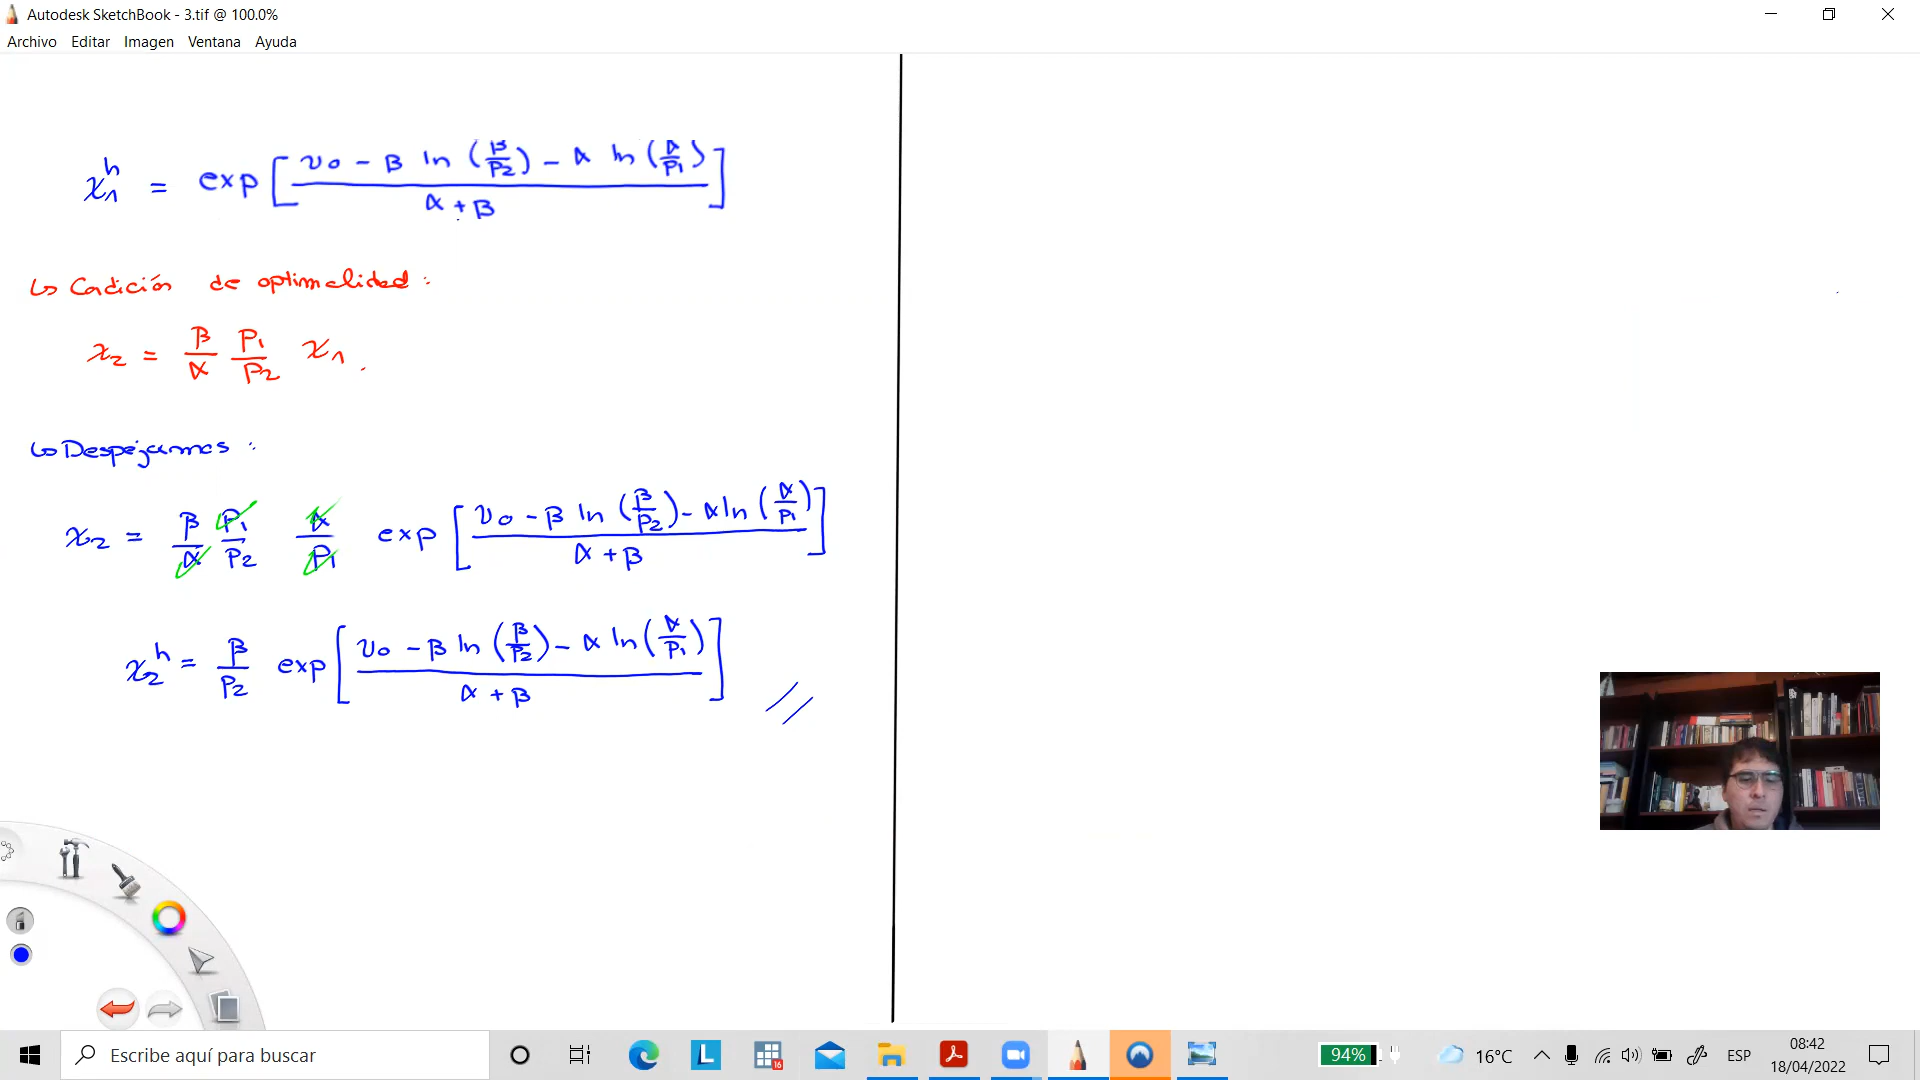 Autodesk SketchBook - 3.tif @ 100.0%
Archivo Editar Imagen Ventana Ayuda
x₁ʰ = exp [ (v₀ - β ln (β/P₂) - α ln (α/P₁)) / (α + β) ]
↳ Condición de optimalidad :
x₂ = β/α P₁/P₂ x₁ .
↳ Despejamos :
x₂ = β/α P₁/P₂ α/P₁ exp [ (v₀ - β ln (β/P₂) - α ln (α/P₁)) / (α + β) ]
x₂ʰ = β/P₂ exp [ (v₀ - β ln (β/P₂) - α ln (α/P₁)) / (α + β) ] //
Escribe aquí para buscar
L
16
94%
16°C
ESP
08:42
18/04/2022